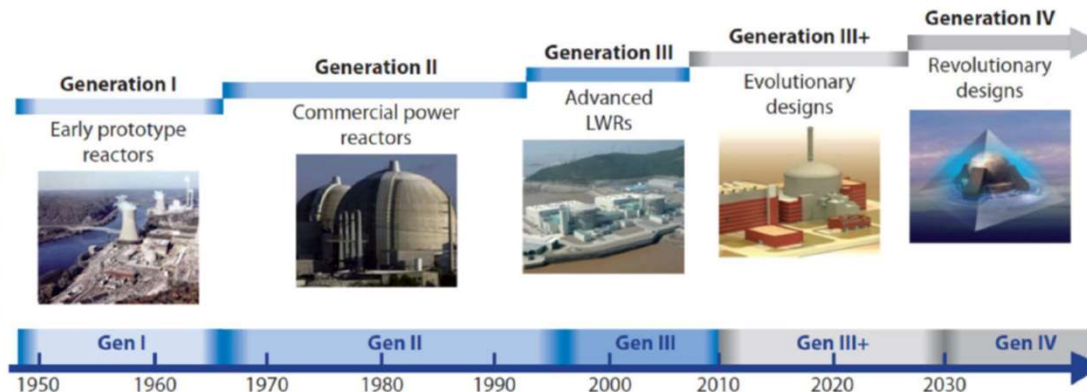 Generation I
Early prototype
reactors
Generation II
Commercial power
reactors
Generation III
Advanced
LWRs
Generation III+
Evolutionary
designs
Generation IV
Revolutionary
designs
Gen I
Gen II
Gen III
Gen III+
Gen IV
1950
1960
1970
1980
1990
2000
2010
2020
2030